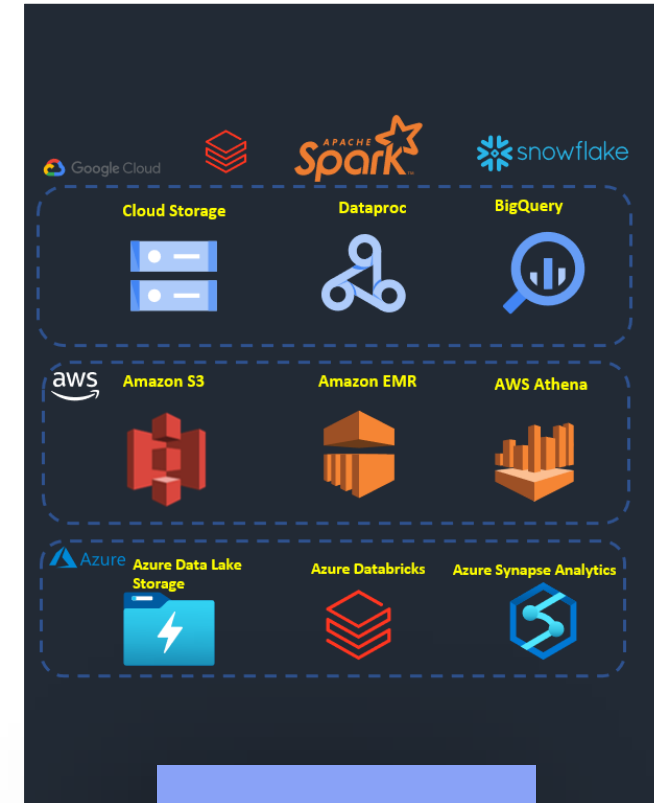 APACHE
Spark™
snowflake
Google Cloud
Cloud Storage
Dataproc
BigQuery
aws
Amazon S3
Amazon EMR
AWS Athena
Azure
Azure Data Lake
Storage
Azure Databricks
Azure Synapse Analytics